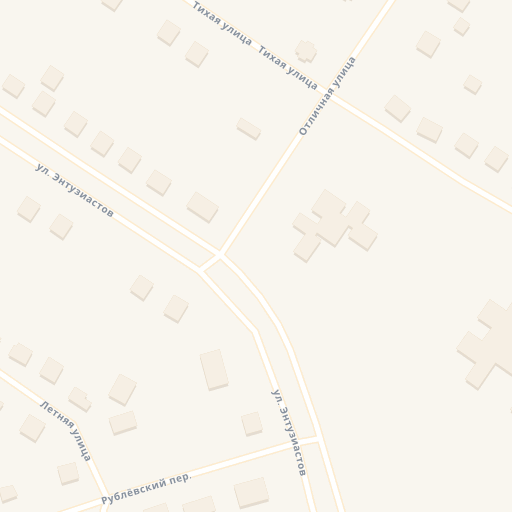 Тихая улица
Тихая улица
Отличная улица
ул. Энтузиастов
ул. Энтузиастов
Летняя улица
Рублёвский пер.